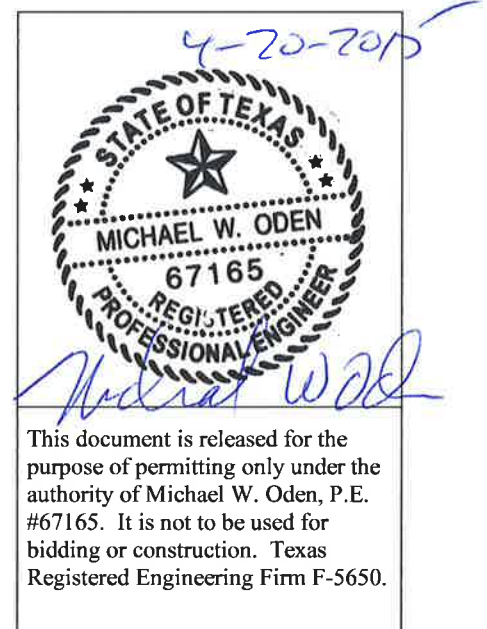 4-20-2015
STATE OF TEXAS
MICHAEL W. ODEN
67165
REGISTERED
PROFESSIONAL ENGINEER
Michael W Oden
This document is released for the
purpose of permitting only under the
authority of Michael W. Oden, P.E.
#67165. It is not to be used for
bidding or construction. Texas
Registered Engineering Firm F-5650.